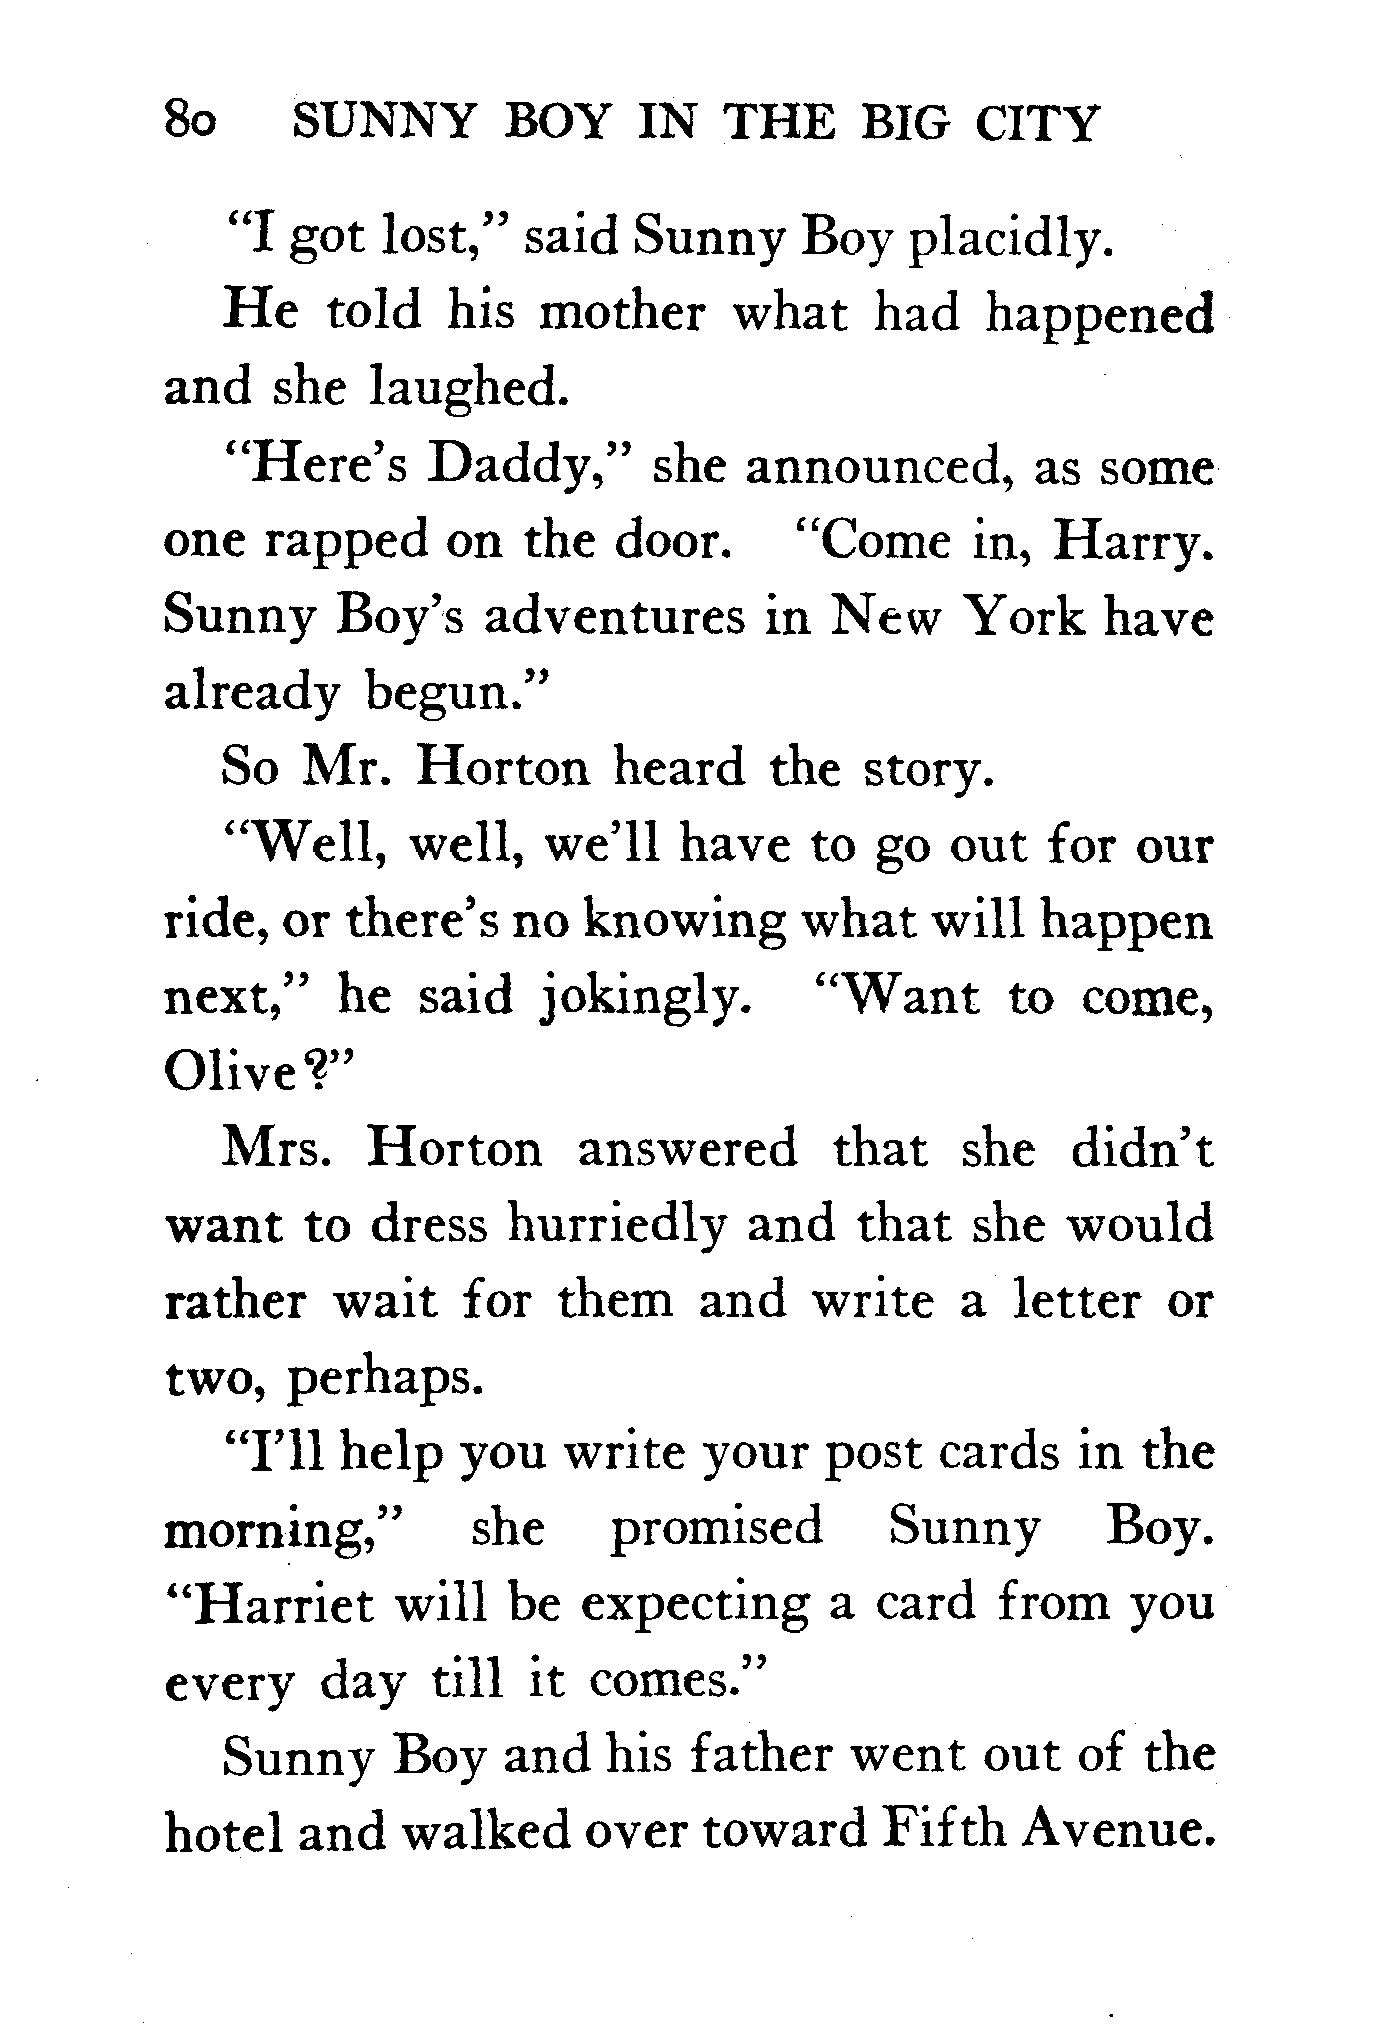 80 SUNNY BOY IN THE BIG CITY
“I got lost,” said Sunny Boy placidly.
He told his mother what had happened
and she laughed.
“Here’s Daddy,” she announced, as some
one rapped on the door. “Come in, Harry.
Sunny Boy’s adventures in New York have
already begun.”
So Mr. Horton heard the story.
“Well, well, we’ll have to go out for our
ride, or there’s no knowing what will happen
next,” he said jokingly. “Want to come,
Olive?”
Mrs. Horton answered that she didn’t
want to dress hurriedly and that she would
rather wait for them and write a letter or
two, perhaps.
“I’ll help you write your post cards in the
morning,” she promised Sunny Boy.
“Harriet will be expecting a card from you
every day till it comes.”
Sunny Boy and his father went out of the
hotel and walked over toward Fifth Avenue.